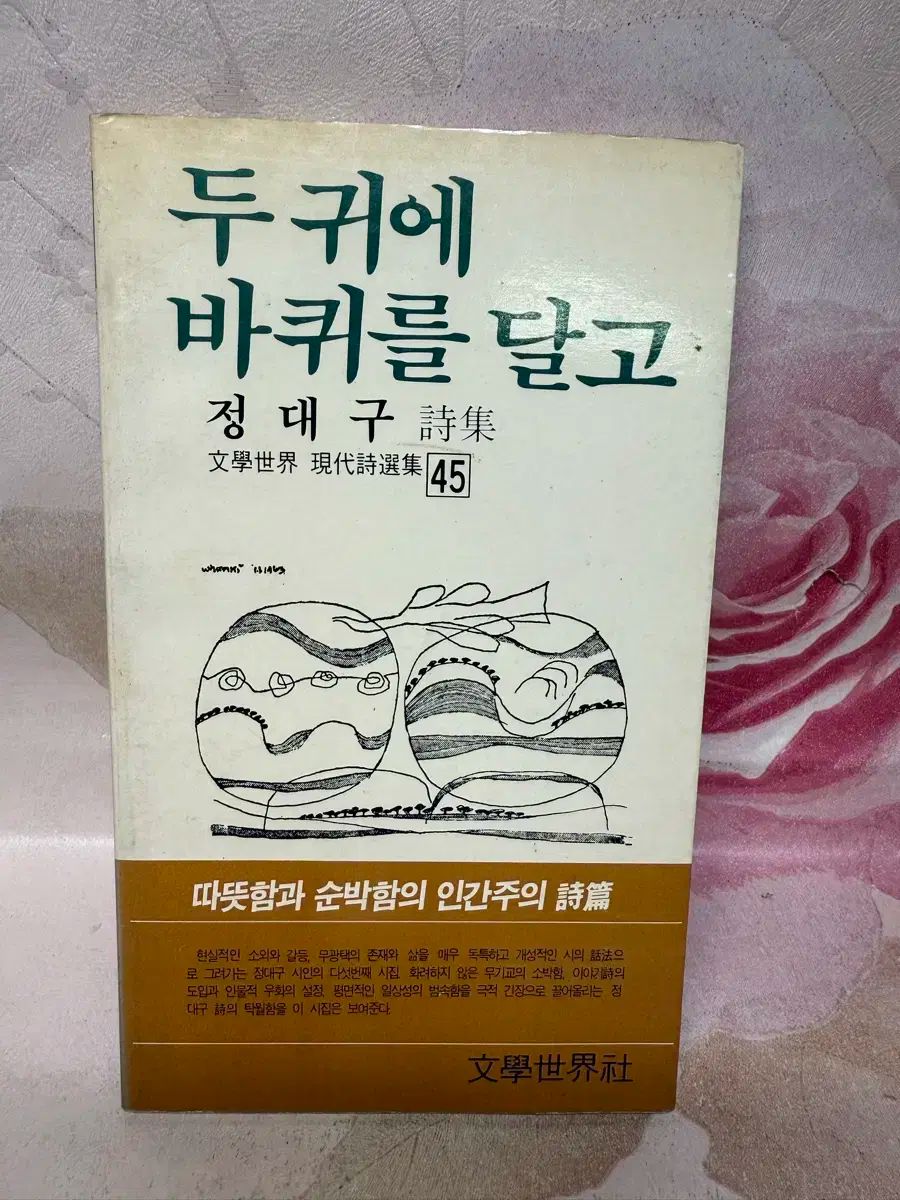 두 귀에
바퀴를 달고
정대구 詩集
文學世界 現代詩選集 45
whanki
따뜻함과 순박함의 인간주의 詩篇
현실적인 소외와 갈등, 무광택의 존재와 삶을 매우 독특하고 개성적인 시의 話法으
로 그려가는 정대구 시인의 다섯번째 시집. 화려하지 않은 무기교의 소박함, 이야기詩의
도입과 인물적 우화의 설정, 평면적인 일상성의 범속함을 극적 긴장으로 끌어올리는 정
대구 詩의 탁월함을 이 시집은 보여준다.
文學世界社